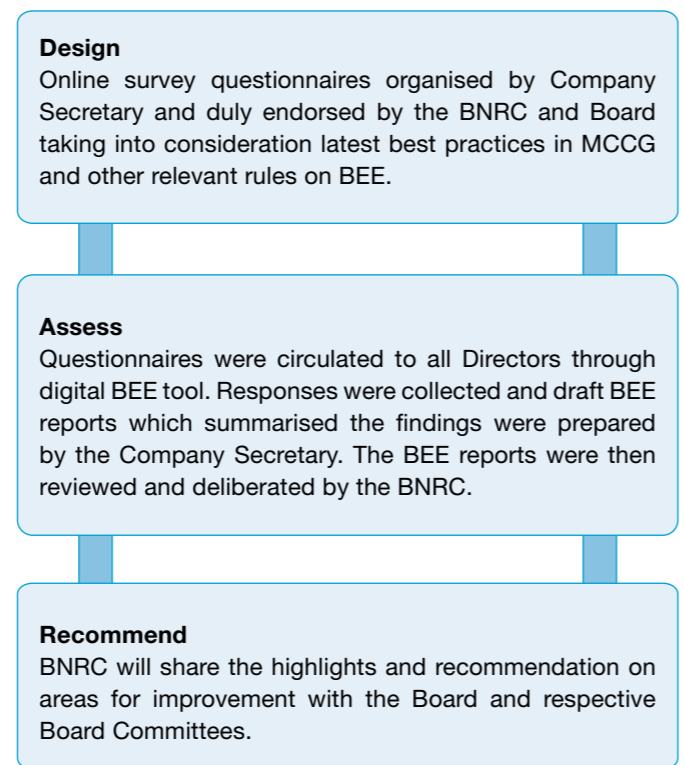 Design
Online survey questionnaires organised by Company
Secretary and duly endorsed by the BNRC and Board
taking into consideration latest best practices in MCCG
and other relevant rules on BEE.
Assess
Questionnaires were circulated to all Directors through
digital BEE tool. Responses were collected and draft BEE
reports which summarised the findings were prepared
by the Company Secretary. The BEE reports were then
reviewed and deliberated by the BNRC.
Recommend
BNRC will share the highlights and recommendation on
areas for improvement with the Board and respective
Board Committees.